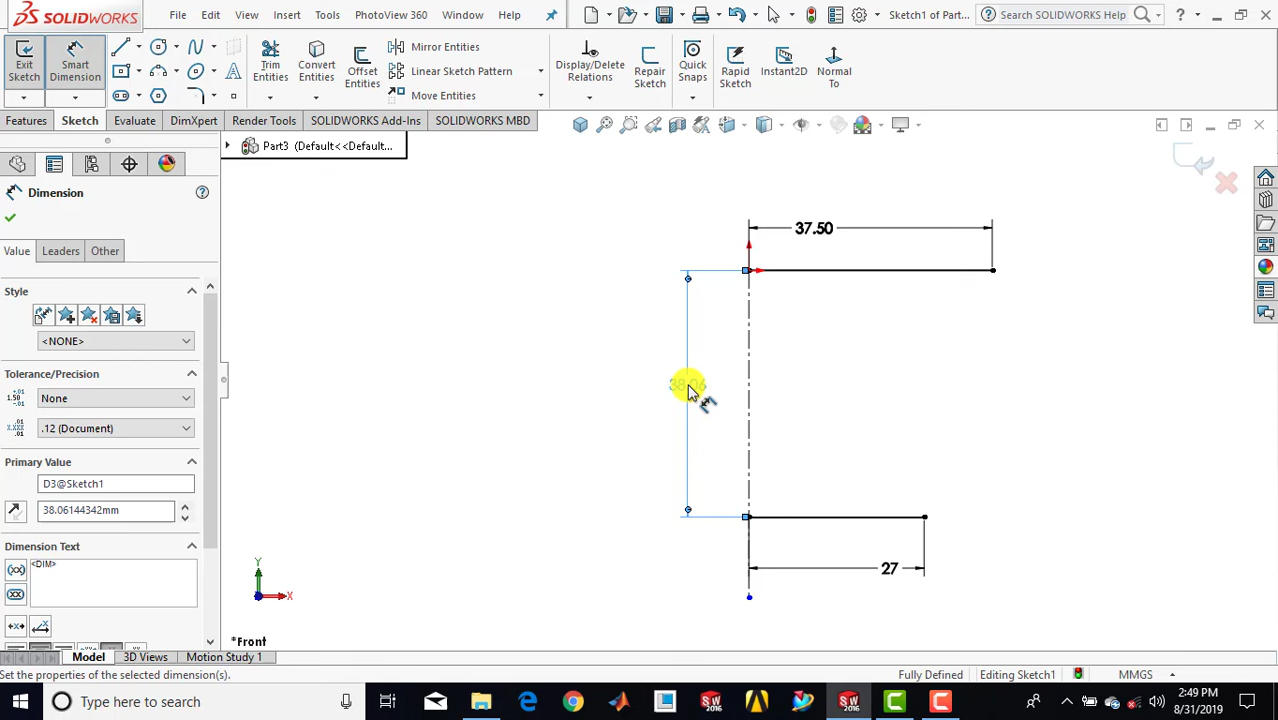 SOLIDWORKS File Edit View Insert Tools PhotoView 360 Window Help Sketch1 of Part... Search SOLIDWORKS ?
Exit Sketch Smart Dimension Trim Entities Convert Entities Offset Entities Mirror Entities Linear Sketch Pattern Move Entities Display/Delete Relations Repair Sketch Quick Snaps Rapid Sketch Instant2D Normal To
Features Sketch Evaluate DimXpert Render Tools SOLIDWORKS Add-Ins SOLIDWORKS MBD
Part3 (Default<<Default...
Dimension ?
Value Leaders Other
Style
<NONE>
Tolerance/Precision
None
.12 (Document)
Primary Value
D3@Sketch1
38.06144342mm
Dimension Text
<DIM>
37.50
38.06
27
Y
X
*Front
Model 3D Views Motion Study 1
Set the properties of the selected dimension(s). Fully Defined Editing Sketch1 MMGS
Type here to search
2:49 PM
8/31/2019